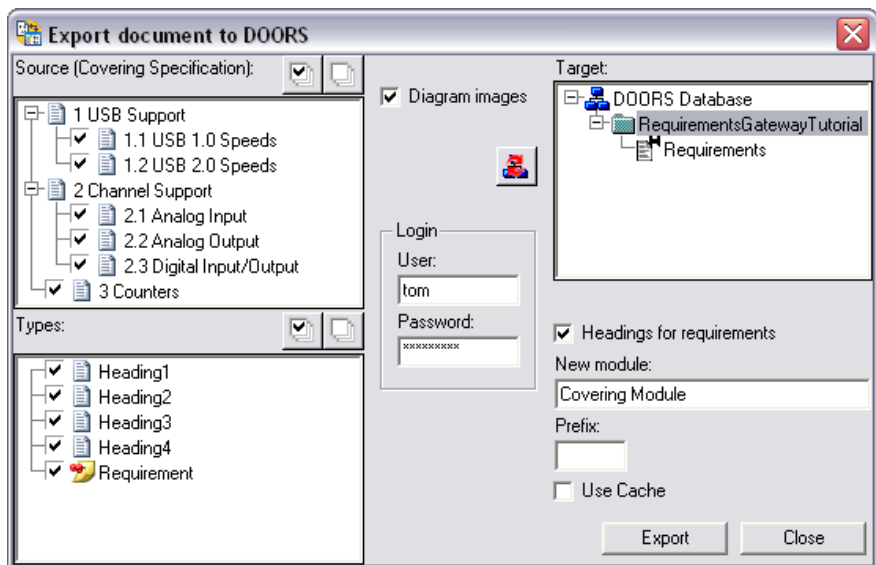 Export document to DOORS
Source (Covering Specification):
1 USB Support
1.1 USB 1.0 Speeds
1.2 USB 2.0 Speeds
2 Channel Support
2.1 Analog Input
2.2 Analog Output
2.3 Digital Input/Output
3 Counters
Types:
Heading1
Heading2
Heading3
Heading4
Requirement
Diagram images
Login
User:
tom
Password:
*********
Target:
DOORS Database
RequirementsGatewayTutorial
Requirements
Headings for requirements
New module:
Covering Module
Prefix:
Use Cache
Export
Close